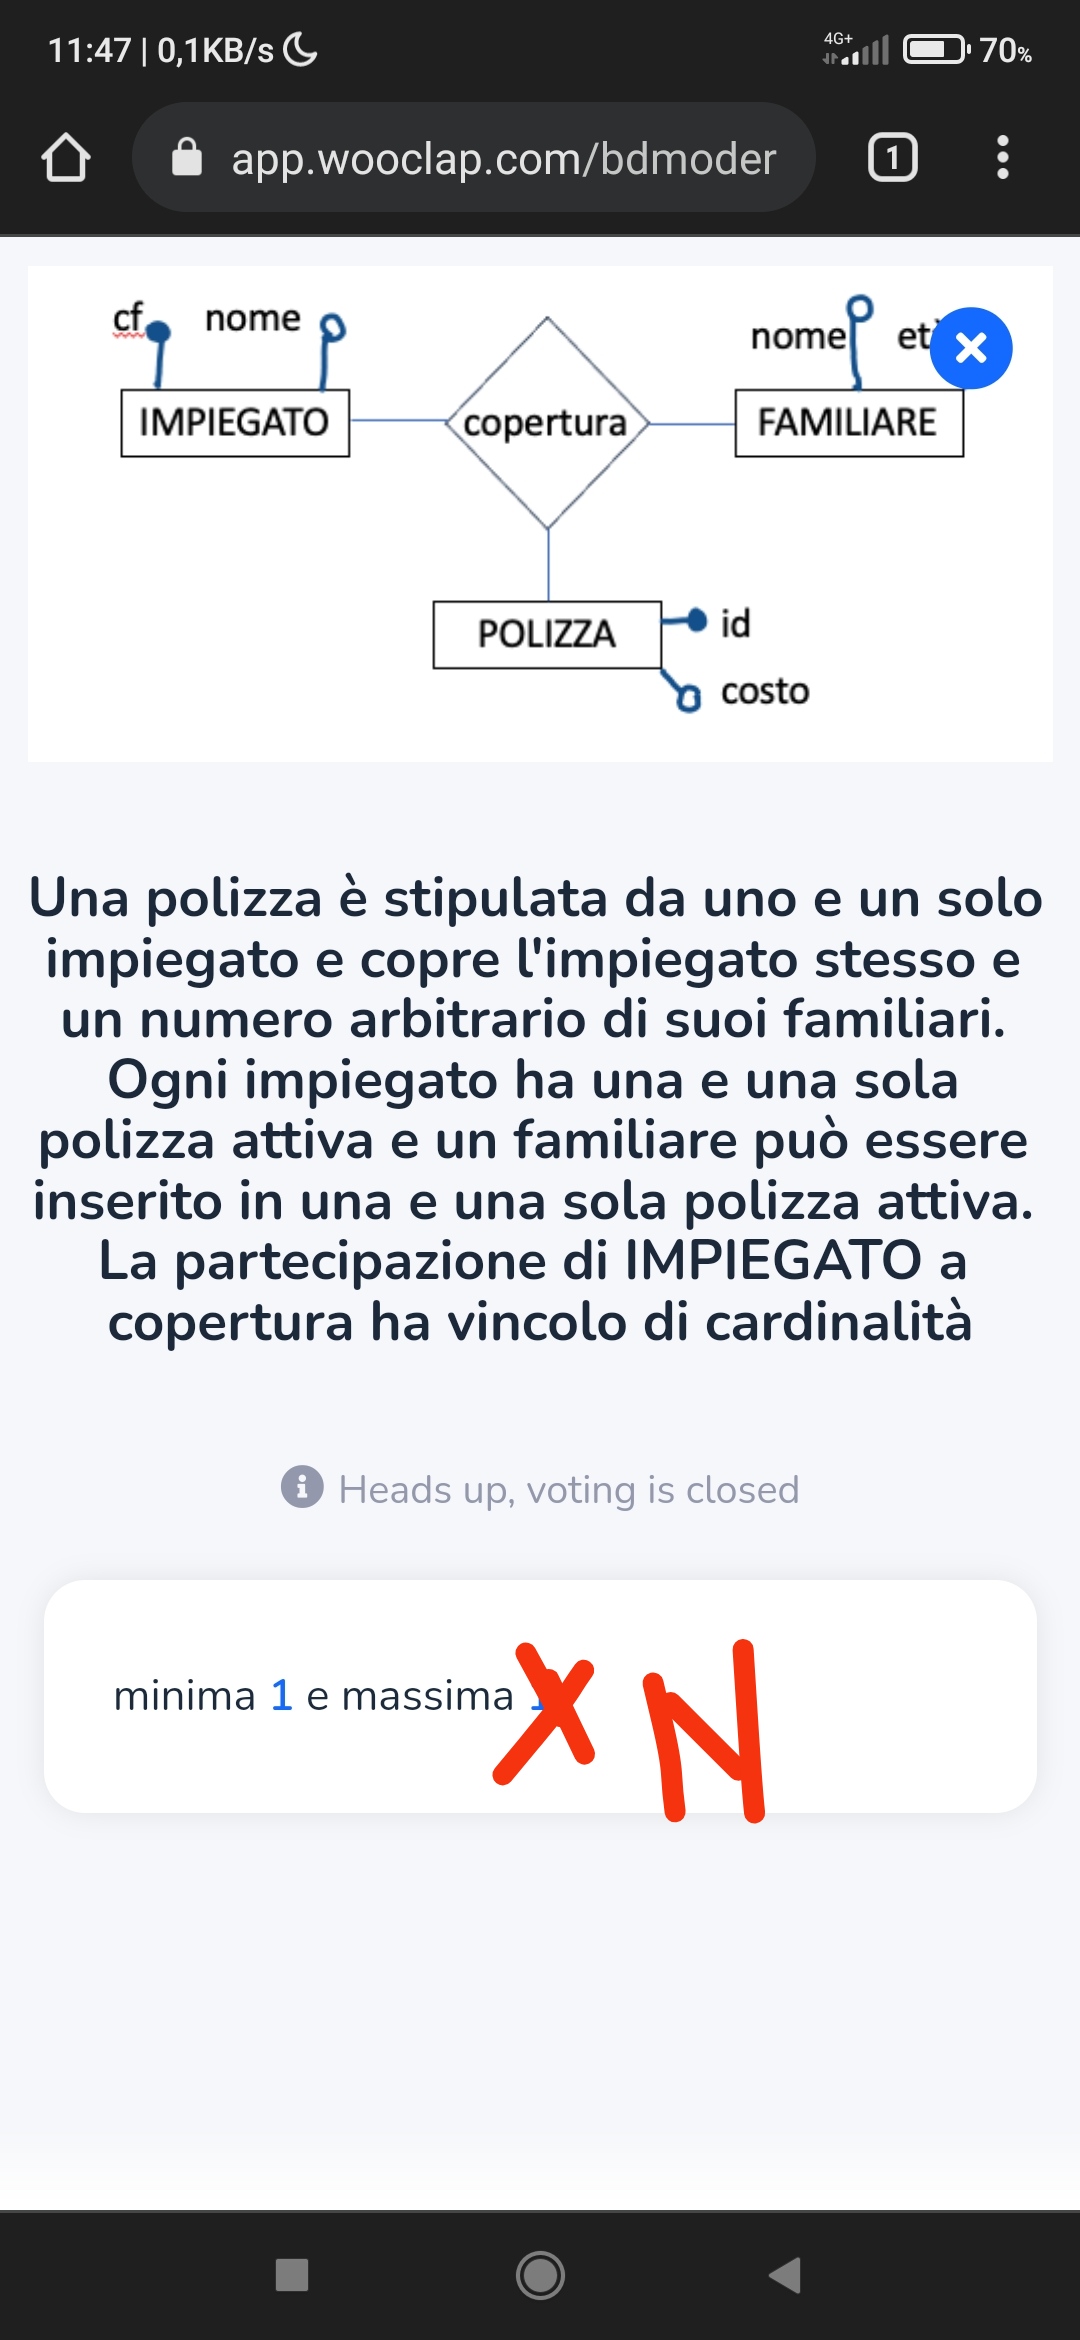 11:47 | 0,1KB/s
4G+
70%
app.wooclap.com/bdmoder
1
cf
nome
nome
IMPIEGATO
copertura
FAMILIARE
POLIZZA
id
costo
Una polizza è stipulata da uno e un solo
impiegato e copre l'impiegato stesso e
un numero arbitrario di suoi familiari.
Ogni impiegato ha una e una sola
polizza attiva e un familiare può essere
inserito in una e una sola polizza attiva.
La partecipazione di IMPIEGATO a
copertura ha vincolo di cardinalità
Heads up, voting is closed
minima 1 e massima
N